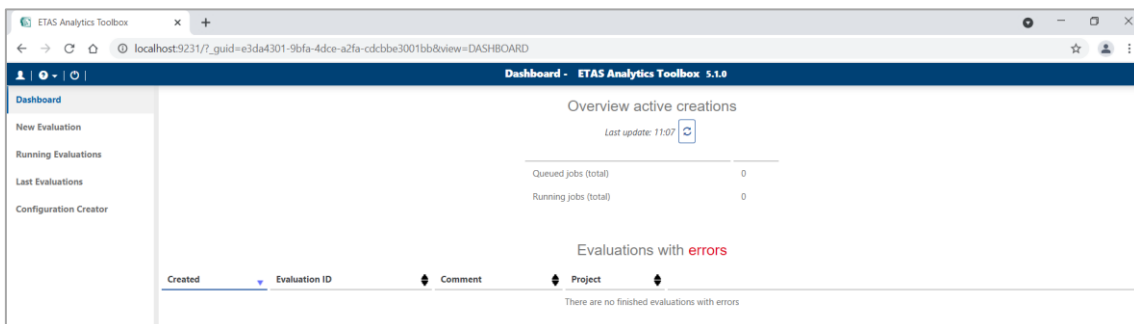 ETAS Analytics Toolbox
localhost:9231/?_guid=e3da4301-9bfa-4dce-a2fa-cdcbbe3001bb&view=DASHBOARD
Dashboard - ETAS Analytics Toolbox 5.1.0
Dashboard
New Evaluation
Running Evaluations
Last Evaluations
Configuration Creator
Overview active creations
Last update: 11:07
Queued jobs (total) 0
Running jobs (total) 0
Evaluations with errors
Created Evaluation ID Comment Project
There are no finished evaluations with errors